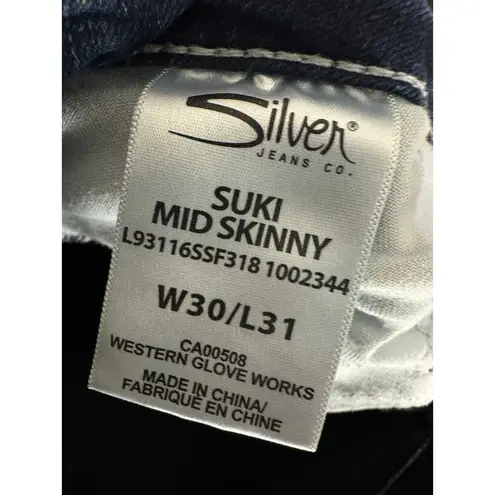 Silver®
JEANS CO.
SUKI
MID SKINNY
L93116SSF318 1002344
W30/L31
CA00508
WESTERN GLOVE WORKS
MADE IN CHINA/
FABRIQUÉ EN CHINE